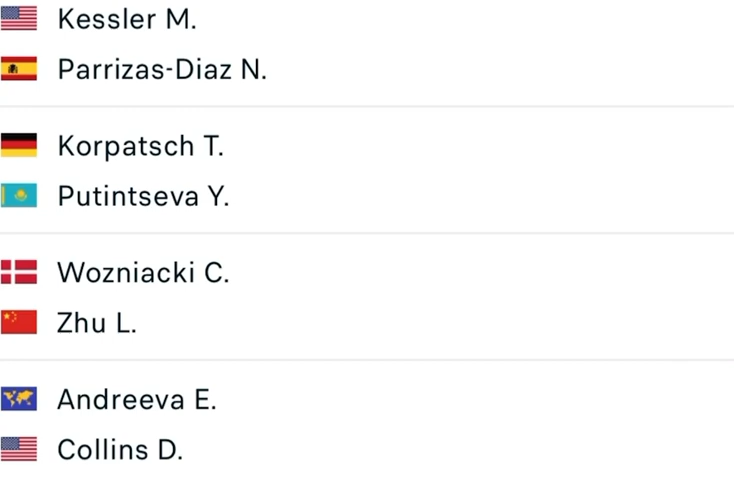 Kessler M.
Parrizas-Diaz N.
Korpatsch T.
Putintseva Y.
Wozniacki C.
Zhu L.
Andreeva E.
Collins D.